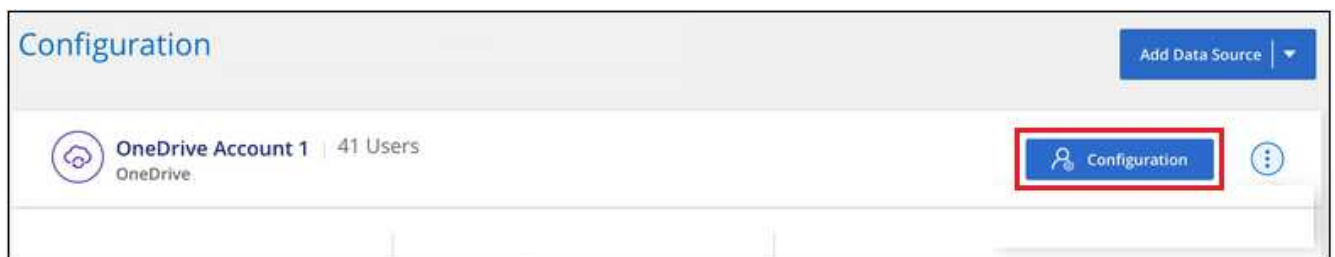 Configuration
Add Data Source
OneDrive Account 1 | 41 Users
Configuration
OneDrive